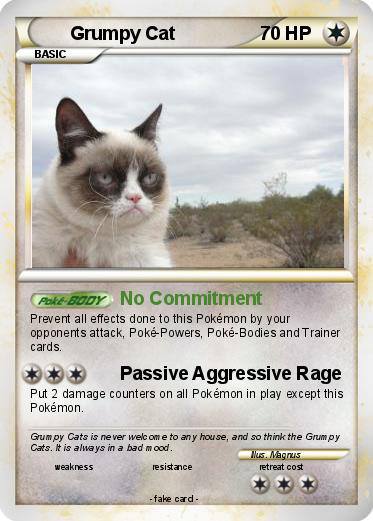 Grumpy Cat 70 HP
BASIC
Poké-BODY No Commitment
Prevent all effects done to this Pokémon by your
opponents attack, Poké-Powers, Poké-Bodies and Trainer
cards.
Passive Aggressive Rage
Put 2 damage counters on all Pokémon in play except this
Pokémon.
Grumpy Cats is never welcome to any house, and so think the Grumpy
Cats. It is always in a bad mood.
Illus. Magnus
weakness resistance retreat cost
- fake card -